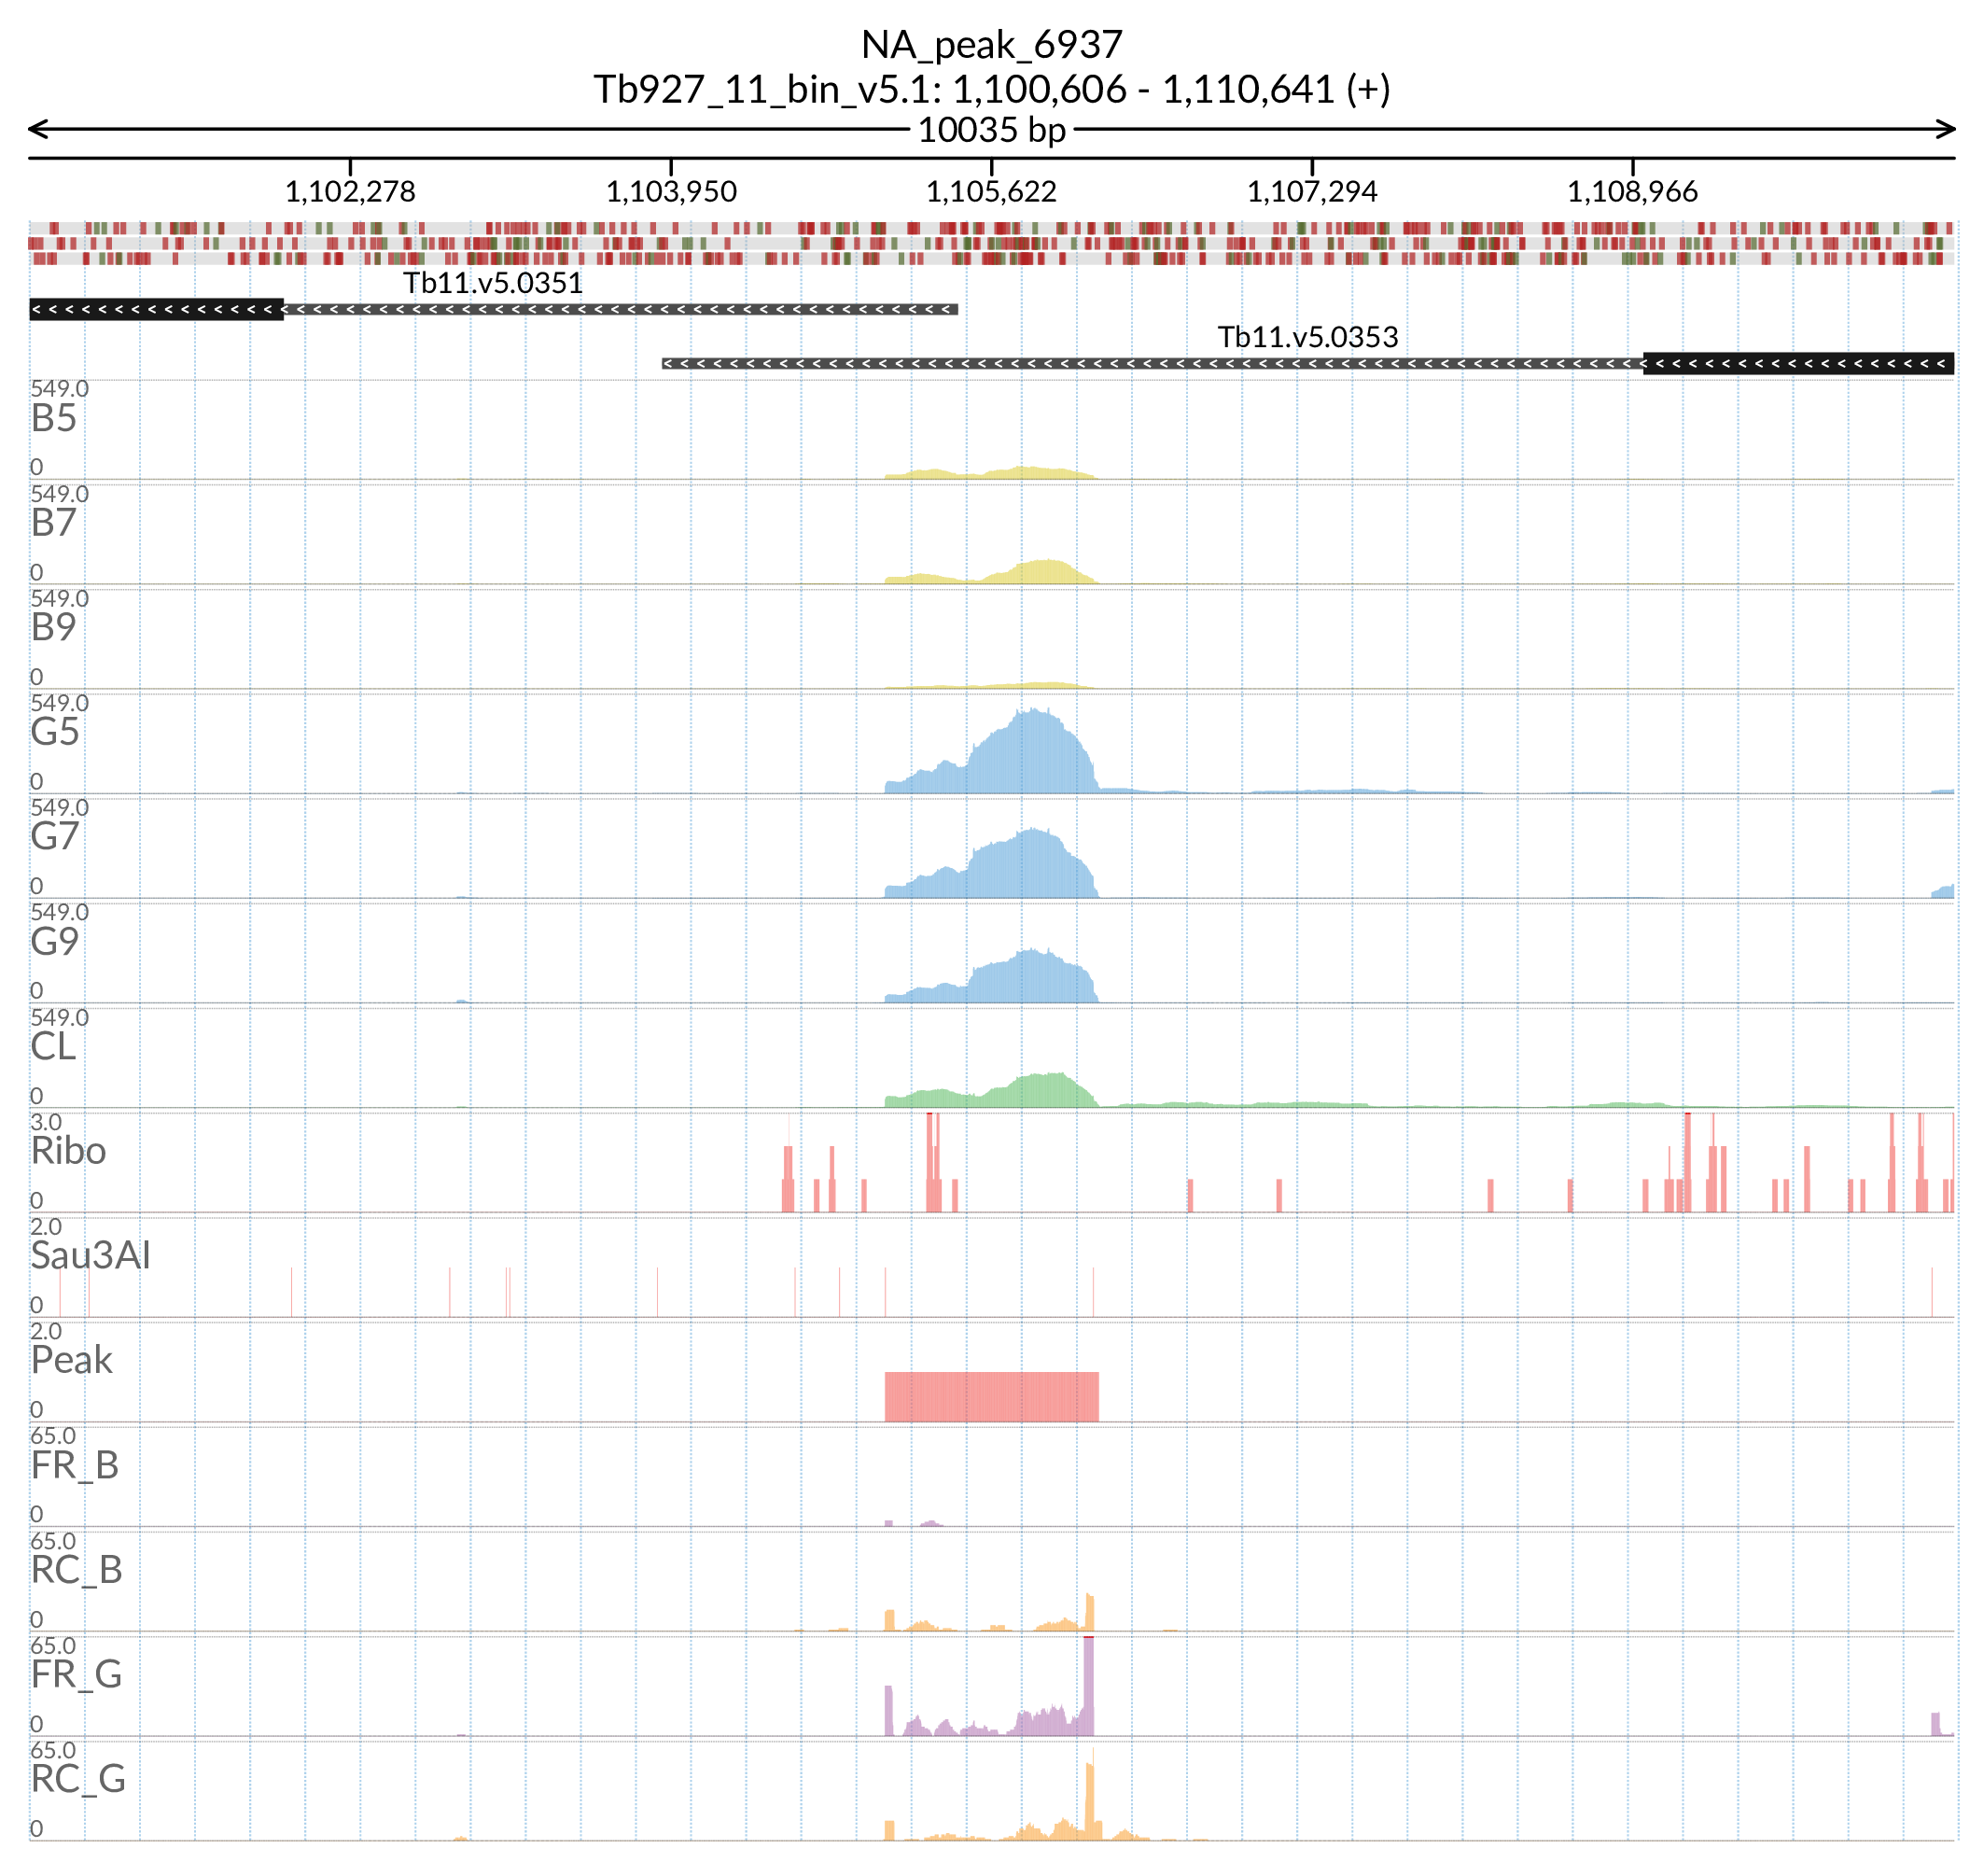 NA_peak_6937
Tb927_11_bin_v5.1: 1,100,606 - 1,110,641 (+)
10035 bp
1,102,278 1,103,950 1,105,622 1,107,294 1,108,966
Tb11.v5.0351
Tb11.v5.0353
549.0
B5
0
549.0
B7
0
549.0
B9
0
549.0
G5
0
549.0
G7
0
549.0
G9
0
549.0
CL
0
3.0
Ribo
0
2.0
Sau3AI
0
2.0
Peak
0
65.0
FR_B
0
65.0
RC_B
0
65.0
FR_G
0
65.0
RC_G
0